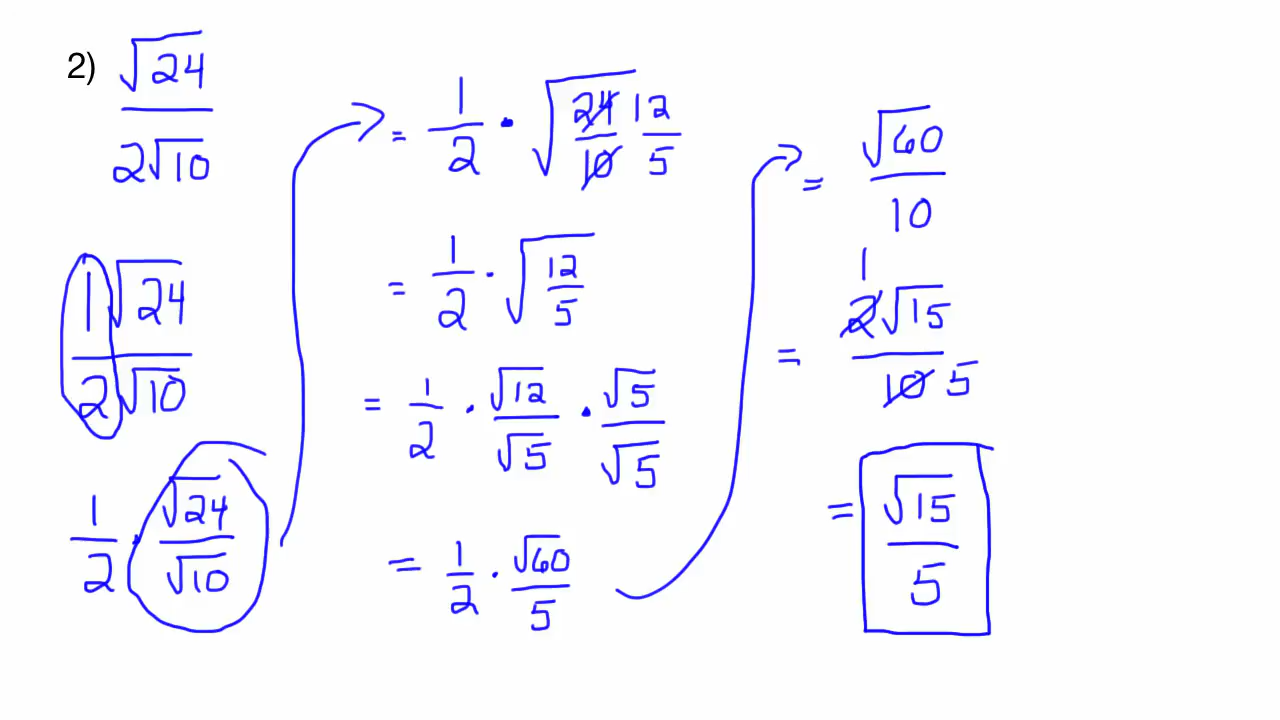 2) √24 / 2√10
1√24 / 2√10
1/2 · √24/√10
= 1/2 · √(24/10) 12/5
= 1/2 · √(12/5)
= 1/2 · √12/√5 · √5/√5
= 1/2 · √60/5
= √60/10
1
= 2√15 / 10 5
= √15/5